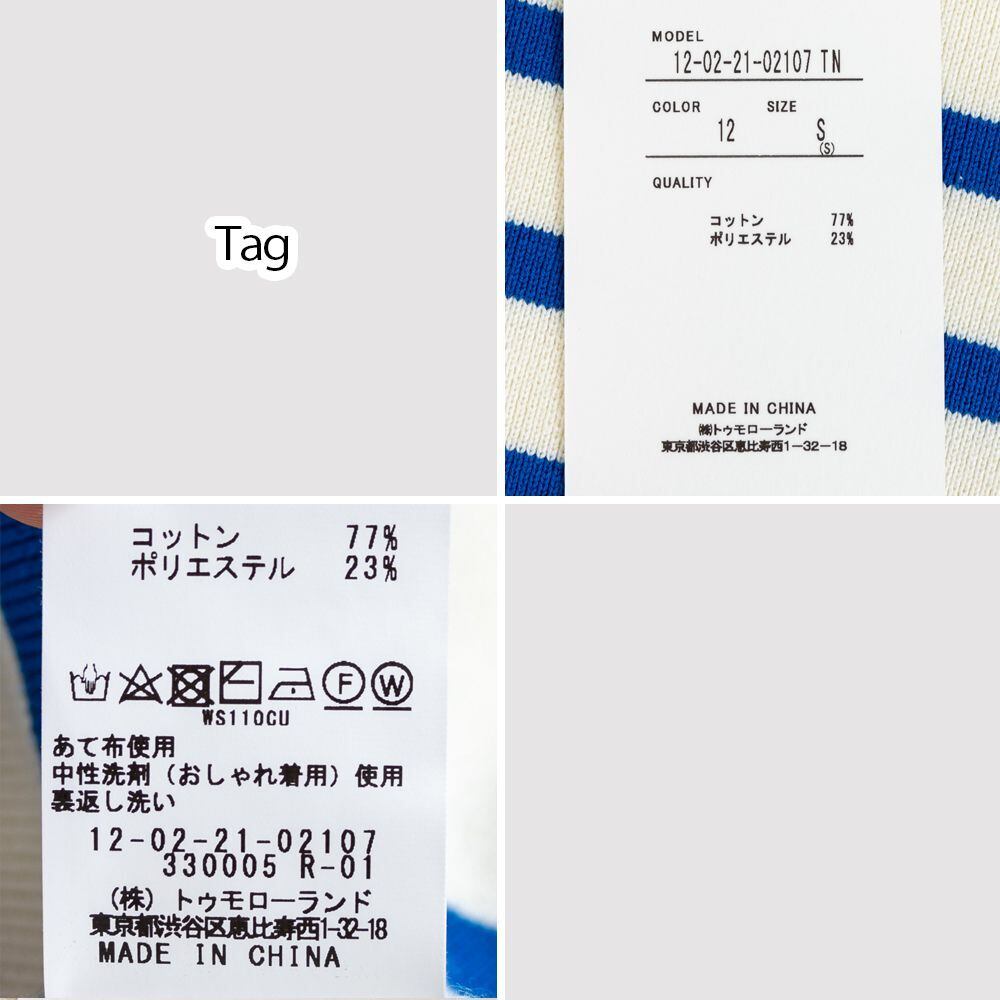 Tag
MODEL
12-02-21-02107 TN
COLOR SIZE
12 S
(S)
QUALITY
コットン 77%
ポリエステル 23%
MADE IN CHINA
㈱トゥモローランド
東京都渋谷区恵比寿西1-32-18
コットン 77%
ポリエステル 23%
F W
WS110CU
あて布使用
中性洗剤（おしゃれ着用）使用
裏返し洗い
12-02-21-02107
330005 R-01
（株）トゥモローランド
東京都渋谷区恵比寿西1-32-18
MADE IN CHINA